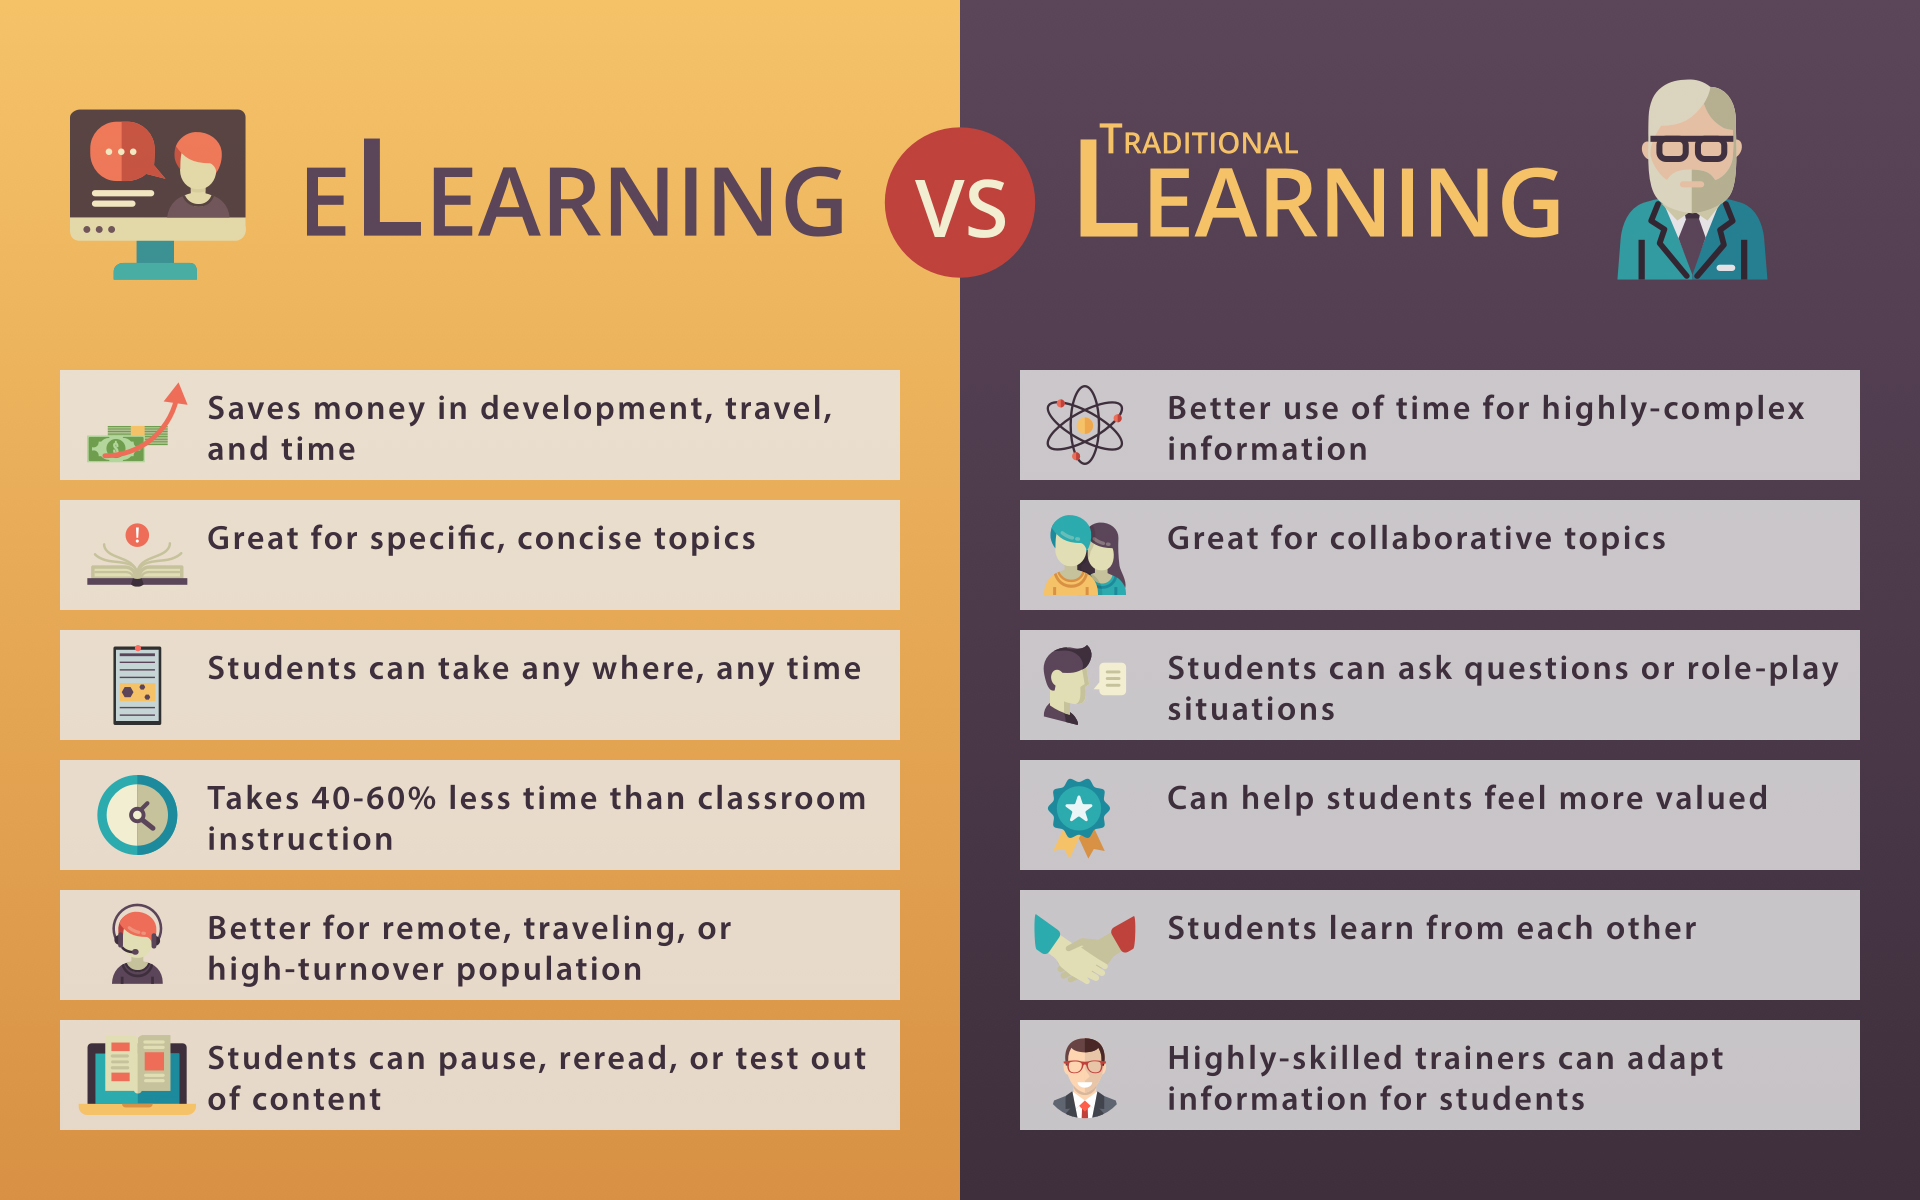 eLearning
VS
Traditional
Learning
Saves money in development, travel,
and time
Great for specific, concise topics
Students can take any where, any time
Takes 40-60% less time than classroom
instruction
Better for remote, traveling, or
high-turnover population
Students can pause, reread, or test out
of content
Better use of time for highly-complex
information
Great for collaborative topics
Students can ask questions or role-play
situations
Can help students feel more valued
Students learn from each other
Highly-skilled trainers can adapt
information for students